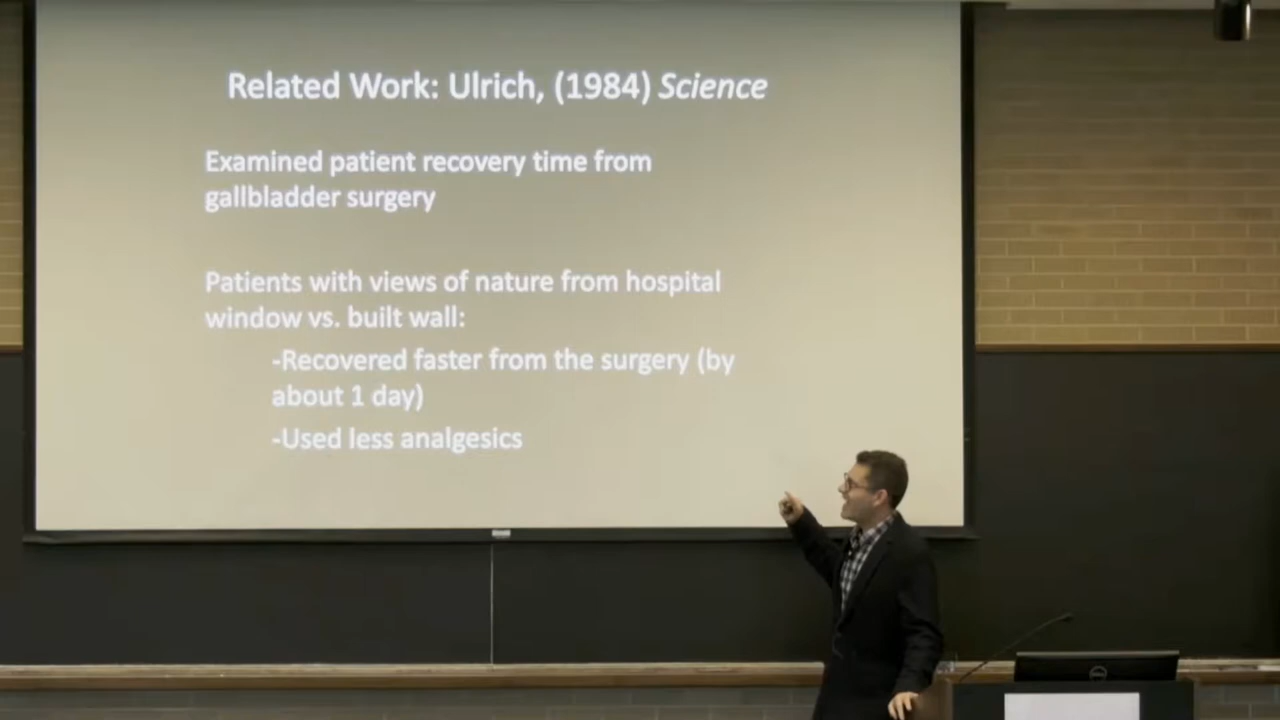 Related Work: Ulrich, (1984) Science
Examined patient recovery time from
gallbladder surgery
Patients with views of nature from hospital
window vs. built wall:
-Recovered faster from the surgery (by
about 1 day)
-Used less analgesics